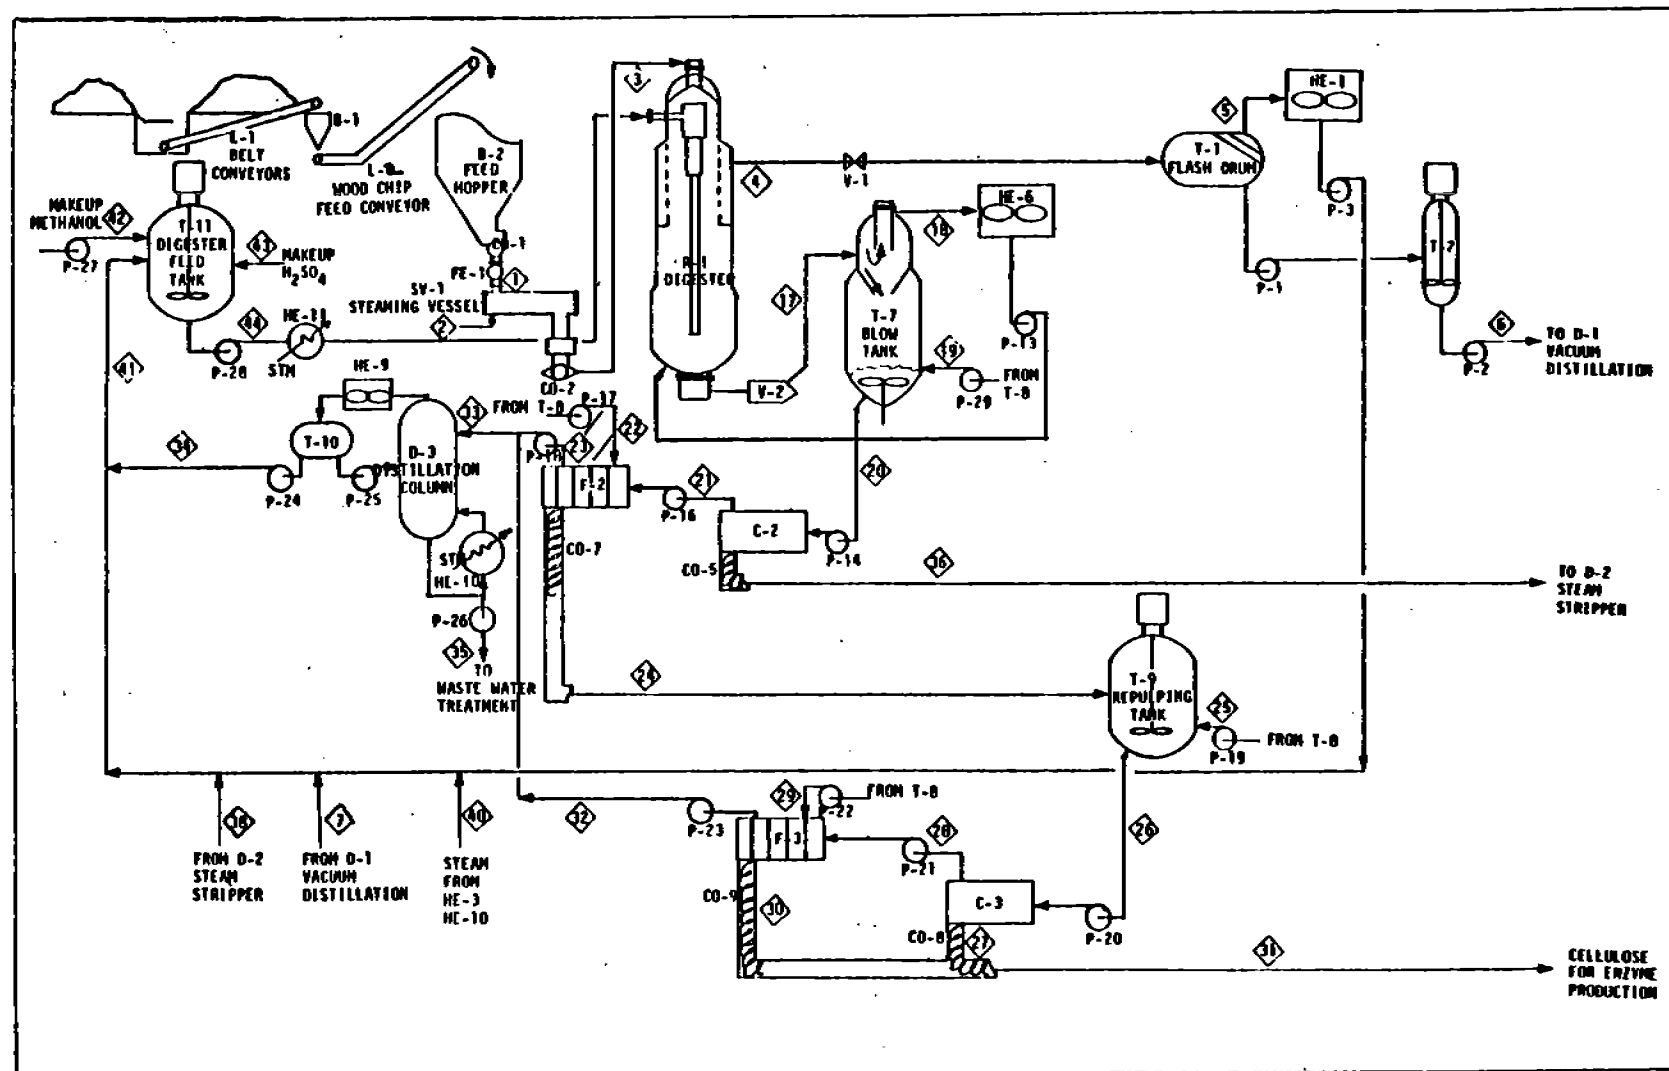 B-1
L-1
BELT
CONVEYORS
WOOD CHIP
FEED CONVEYOR
B-2
FEED
HOPPER
3
R-1
DIGESTER
4
V-1
5
HE-1
T-1
FLASH DRUM
P-3
P-1
T-2
6
P-2
TO D-1
VACUUM
DISTILLATION
MAKEUP
METHANOL
42
P-27
T-11
DIGESTER
FEED
TANK
43
MAKEUP
H2SO4
FE-1
1
SV-1
STEAMING VESSEL
2
CO-2
44
HE-11
P-28
STM
41
17
V-2
18
HE-6
T-7
BLOW
TANK
P-13
19
P-29
FROM
T-8
20
HE-9
T-10
P-24
P-25
D-3
DISTILLATION
COLUMN
33
FROM T-8
P-17
22
23
F-2
21
P-16
C-2
P-14
CO-5
36
TO D-2
STEAM
STRIPPER
CO-7
STM
HE-10
P-26
35
TO
WASTE WATER
TREATMENT
24
T-9
REPULPING
TANK
25
P-19
FROM T-8
26
7
40
FROM D-2
STEAM
STRIPPER
FROM D-1
VACUUM
DISTILLATION
STEAM
FROM
HE-3
HE-10
32
P-23
29
P-22
FROM T-8
F-3
28
P-21
C-3
P-20
CO-9
30
CO-8
27
31
CELLULOSE
FOR ENZYME
PRODUCTION